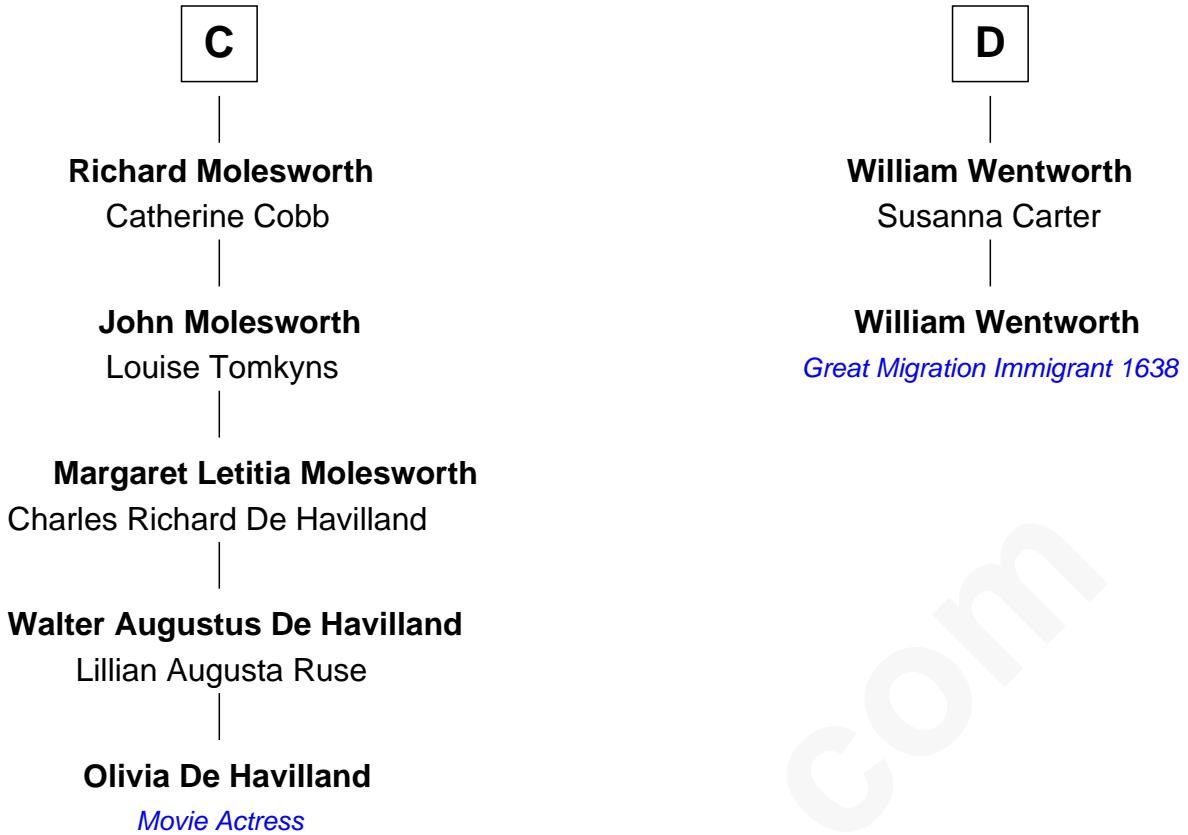 C
Richard Molesworth
Catherine Cobb
John Molesworth
Louise Tomkyns
Margaret Letitia Molesworth
Charles Richard De Havilland
Walter Augustus De Havilland
Lillian Augusta Ruse
Olivia De Havilland
Movie Actress
D
William Wentworth
Susanna Carter
William Wentworth
Great Migration Immigrant 1638
com